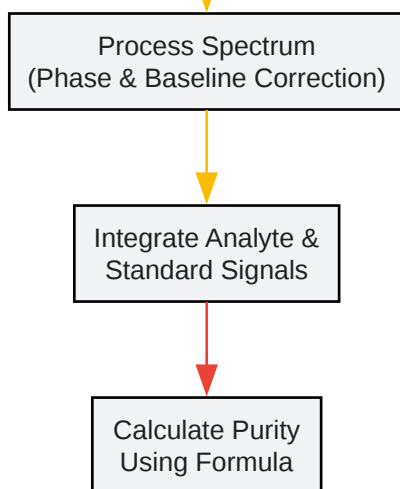 Process Spectrum
(Phase & Baseline Correction)
Integrate Analyte &
Standard Signals
Calculate Purity
Using Formula